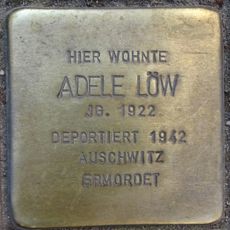 HIER WOHNTE
ADELE LÖW
JG. 1922
DEPORTIERT 1942
AUSCHWITZ
ERMORDET